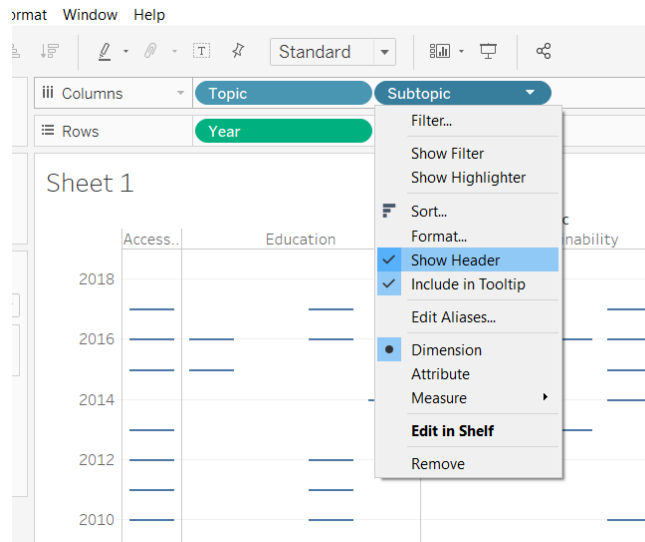 ormat Window Help
T Standard
iii Columns Topic Subtopic
Rows Year
Filter...
Show Filter
Show Highlighter
Sort...
Format...
Show Header
Include in Tooltip
Edit Aliases...
Dimension
Attribute
Measure
Edit in Shelf
Remove
Sheet 1
c
Access.. Education inability
2018
2016
2014
2012
2010